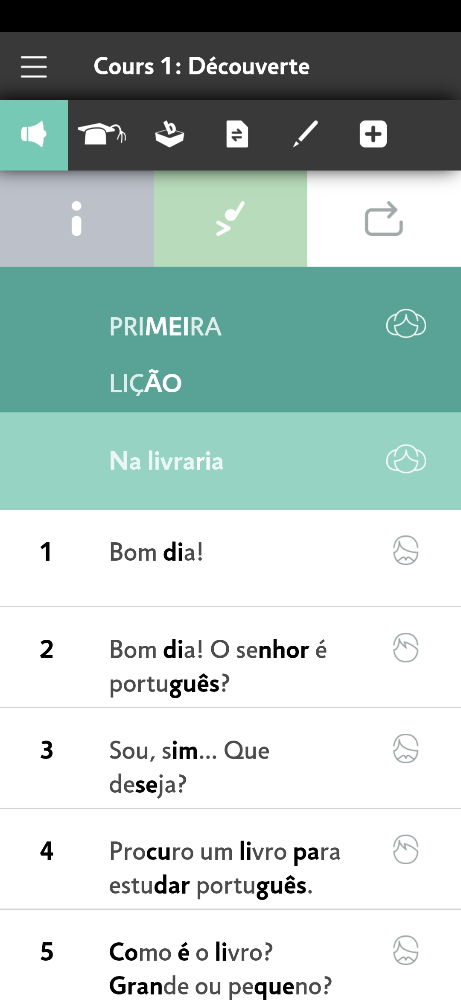 Cours 1: Découverte
PRIMEIRA
LIÇÃO
Na livraria
1 Bom dia!
2 Bom dia! O senhor é
português?
3 Sou, sim... Que
deseja?
4 Procuro um livro para
estudar português.
5 Como é o livro?
Grande ou pequeno?